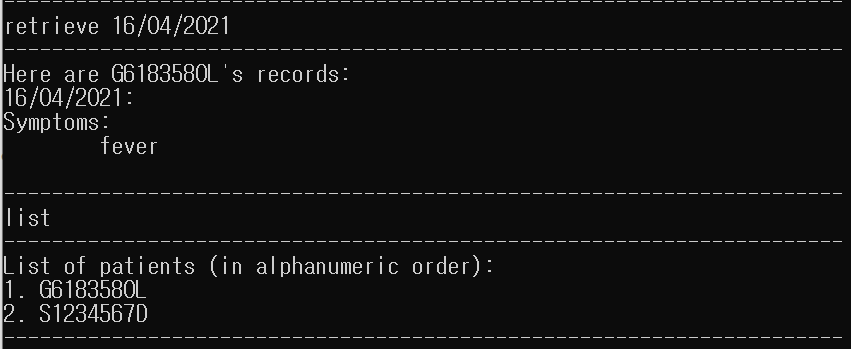 --------------------------------------------------------------------------------
retrieve 16/04/2021
--------------------------------------------------------------------------------
Here are G6183580L's records:
16/04/2021:
Symptoms:
        fever
--------------------------------------------------------------------------------
list
--------------------------------------------------------------------------------
List of patients (in alphanumeric order):
1. G6183580L
2. S1234567D
--------------------------------------------------------------------------------